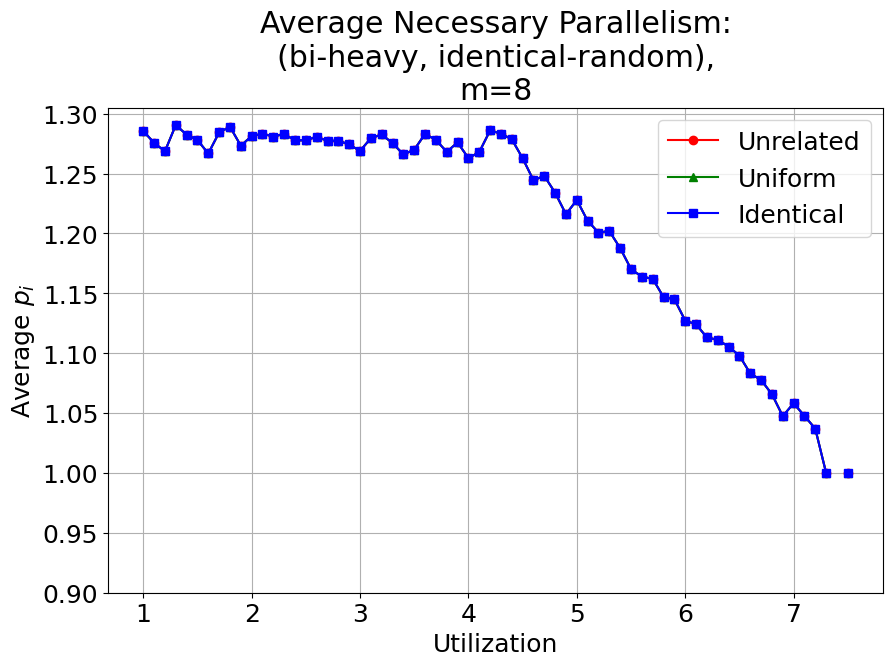 Average Necessary Parallelism:
(bi-heavy, identical-random),
m=8
1.30
1.25
1.20
1.15
1.10
1.05
1.00
0.95
0.90
Average p_i
Unrelated
Uniform
Identical
1 2 3 4 5 6 7
Utilization